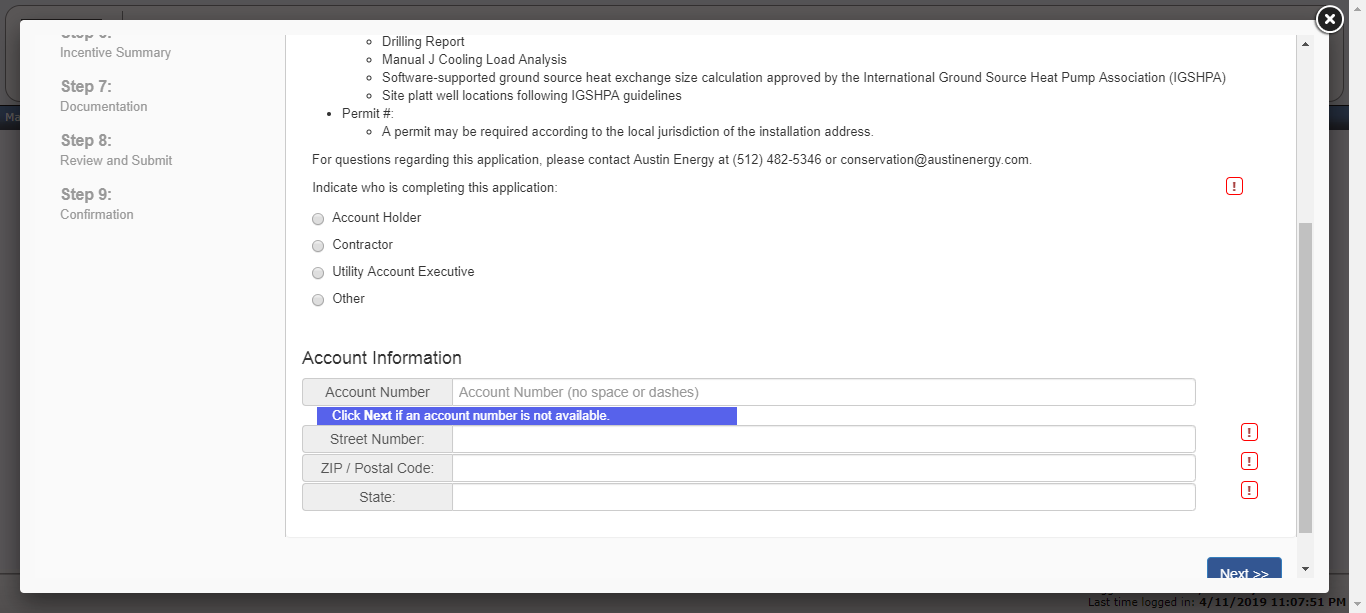 Incentive Summary
Step 7:
Documentation
Step 8:
Review and Submit
Step 9:
Confirmation
Drilling Report
Manual J Cooling Load Analysis
Software-supported ground source heat exchange size calculation approved by the International Ground Source Heat Pump Association (IGSHPA)
Site platt well locations following IGSHPA guidelines
Permit #:
A permit may be required according to the local jurisdiction of the installation address.
For questions regarding this application, please contact Austin Energy at (512) 482-5346 or conservation@austinenergy.com.
Indicate who is completing this application:
Account Holder
Contractor
Utility Account Executive
Other
Account Information
Account Number Account Number (no space or dashes)
Click Next if an account number is not available.
Street Number:
ZIP / Postal Code:
State:
Next >>
Last time logged in: 4/11/2019 11:07:51 PM